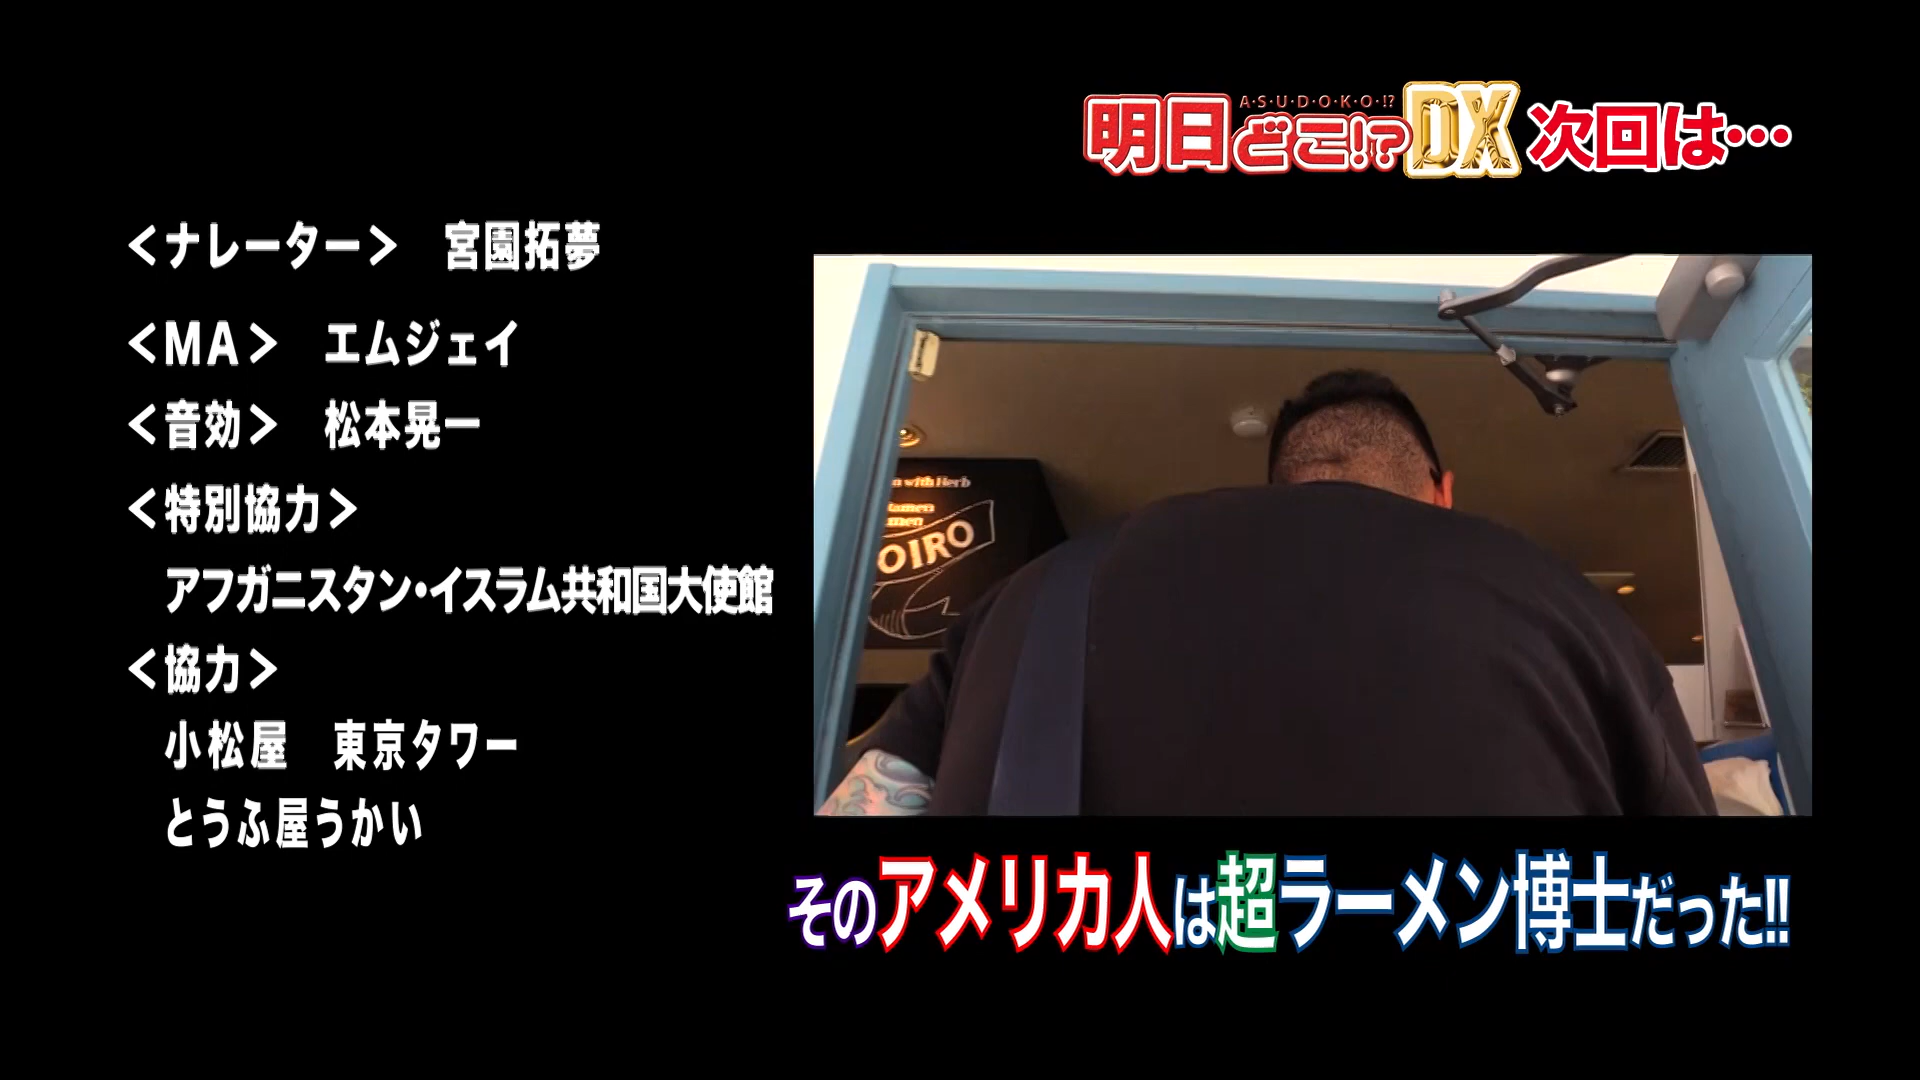 A·S·U·D·O·K·O·!?
明日どこ!?DX 次回は…
＜ナレーター＞　宮園拓夢
＜MA＞　エムジェイ
＜音効＞　松本晃一
＜特別協力＞
アフガニスタン・イスラム共和国大使館
＜協力＞
小松屋　東京タワー
とうふ屋うかい
with Herb
OIRO
そのアメリカ人は超ラーメン博士だった!!